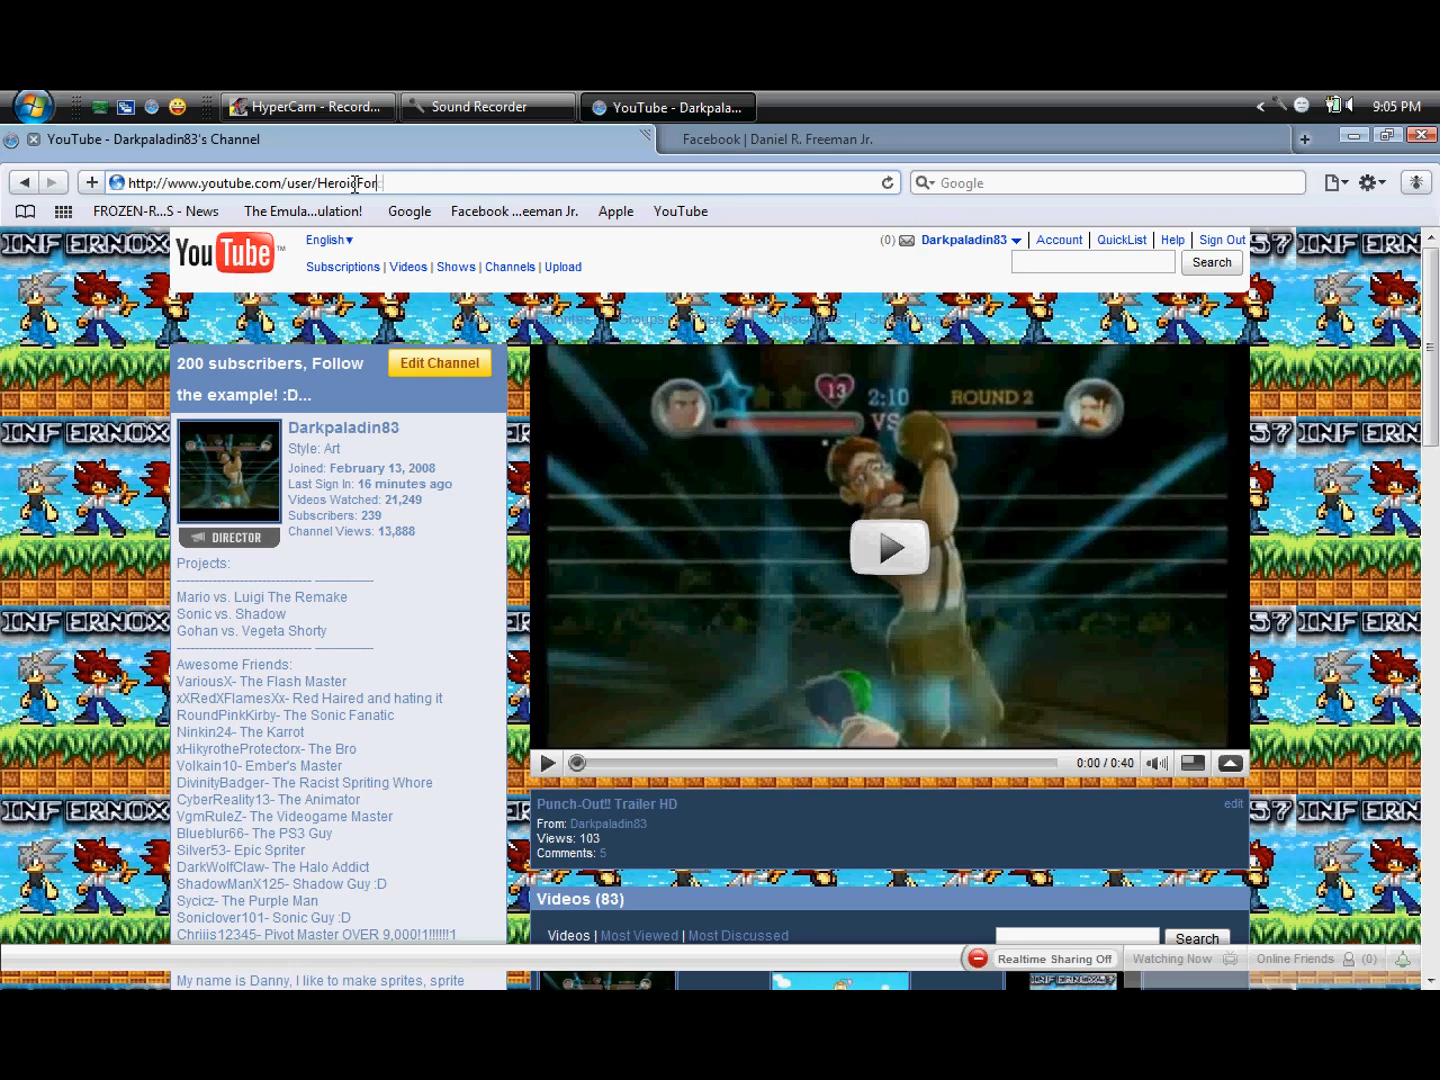 HyperCam - Record...
Sound Recorder
YouTube - Darkpala...
9:05 PM
YouTube - Darkpaladin83's Channel
Facebook | Daniel R. Freeman Jr.
http://www.youtube.com/user/HeroicFor
Google
FROZEN-R...S - News
The Emula...ulation!
Google
Facebook ...eeman Jr.
Apple
YouTube
YouTube™
English▾
(0) Darkpaladin83 | Account | QuickList | Help | Sign Out
Subscriptions | Videos | Shows | Channels | Upload
Search
200 subscribers, Follow
the example! :D...
Edit Channel
Darkpaladin83
Style: Art
Joined: February 13, 2008
Last Sign In: 16 minutes ago
Videos Watched: 21,249
Subscribers: 239
Channel Views: 13,888
DIRECTOR
Projects:
Mario vs. Luigi The Remake
Sonic vs. Shadow
Gohan vs. Vegeta Shorty
Awesome Friends:
VariousX- The Flash Master
xXRedXFlamesXx- Red Haired and hating it
RoundPinkKirby- The Sonic Fanatic
Ninkin24- The Karrot
xHikyrotheProtectorx- The Bro
Volkain10- Ember's Master
DivinityBadger- The Racist Spriting Whore
CyberReality13- The Animator
VgmRuleZ- The Videogame Master
Blueblur66- The PS3 Guy
Silver53- Epic Spriter
DarkWolfClaw- The Halo Addict
ShadowManX125- Shadow Guy :D
Sycicz- The Purple Man
Soniclover101- Sonic Guy :D
Chriiis12345- Pivot Master OVER 9,000!1!!!!!!1
My name is Danny, I like to make sprites, sprite
13
2:10
VS
ROUND 2
0:00 / 0:40
Punch-Out!! Trailer HD
edit
From: Darkpaladin83
Views: 103
Comments: 5
Videos (83)
Videos | Most Viewed | Most Discussed
Search
Realtime Sharing Off
Watching Now
Online Friends
(0)
INFERNOX
57 INFERN